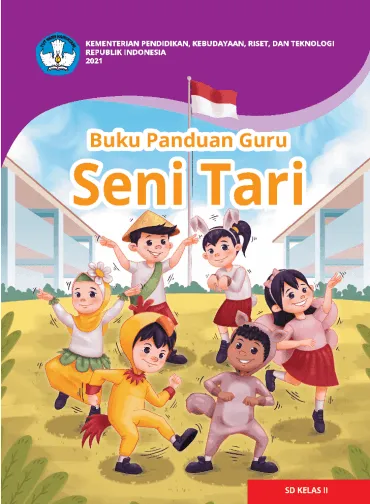 KEMENTERIAN PENDIDIKAN, KEBUDAYAAN, RISET, DAN TEKNOLOGI
REPUBLIK INDONESIA
2021
Buku Panduan Guru
Seni Tari
SD KELAS II